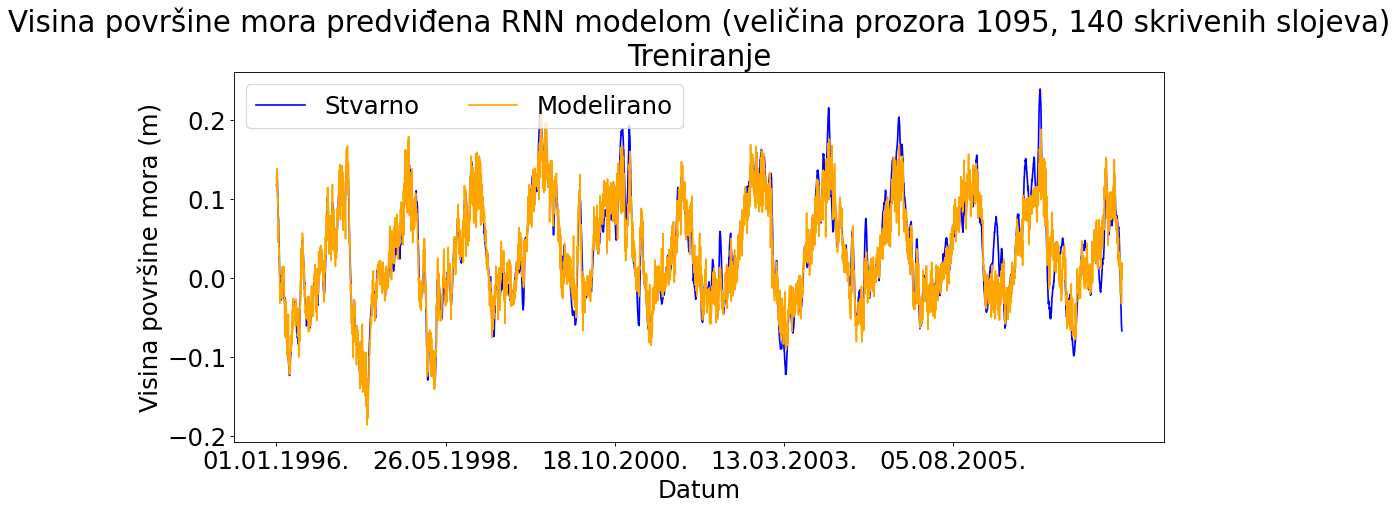 Visina površine mora predviđena RNN modelom (veličina prozora 1095, 140 skrivenih slojeva)
Treniranje
Stvarno Modelirano
Visina površine mora (m)
0.2
0.1
0.0
−0.1
−0.2
01.01.1996. 26.05.1998. 18.10.2000. 13.03.2003. 05.08.2005.
Datum